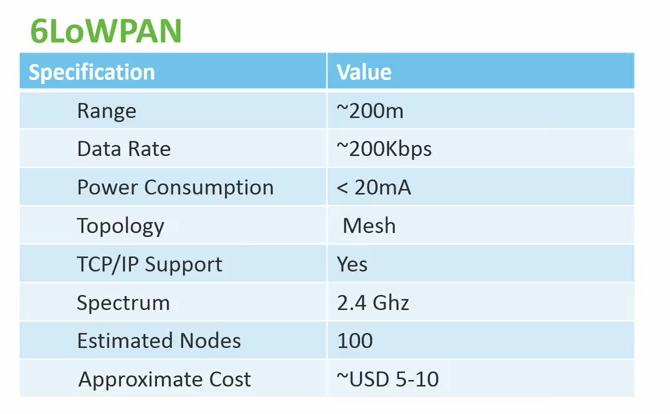 6LoWPAN
Specification Value
Range ~200m
Data Rate ~200Kbps
Power Consumption < 20mA
Topology Mesh
TCP/IP Support Yes
Spectrum 2.4 Ghz
Estimated Nodes 100
Approximate Cost ~USD 5-10